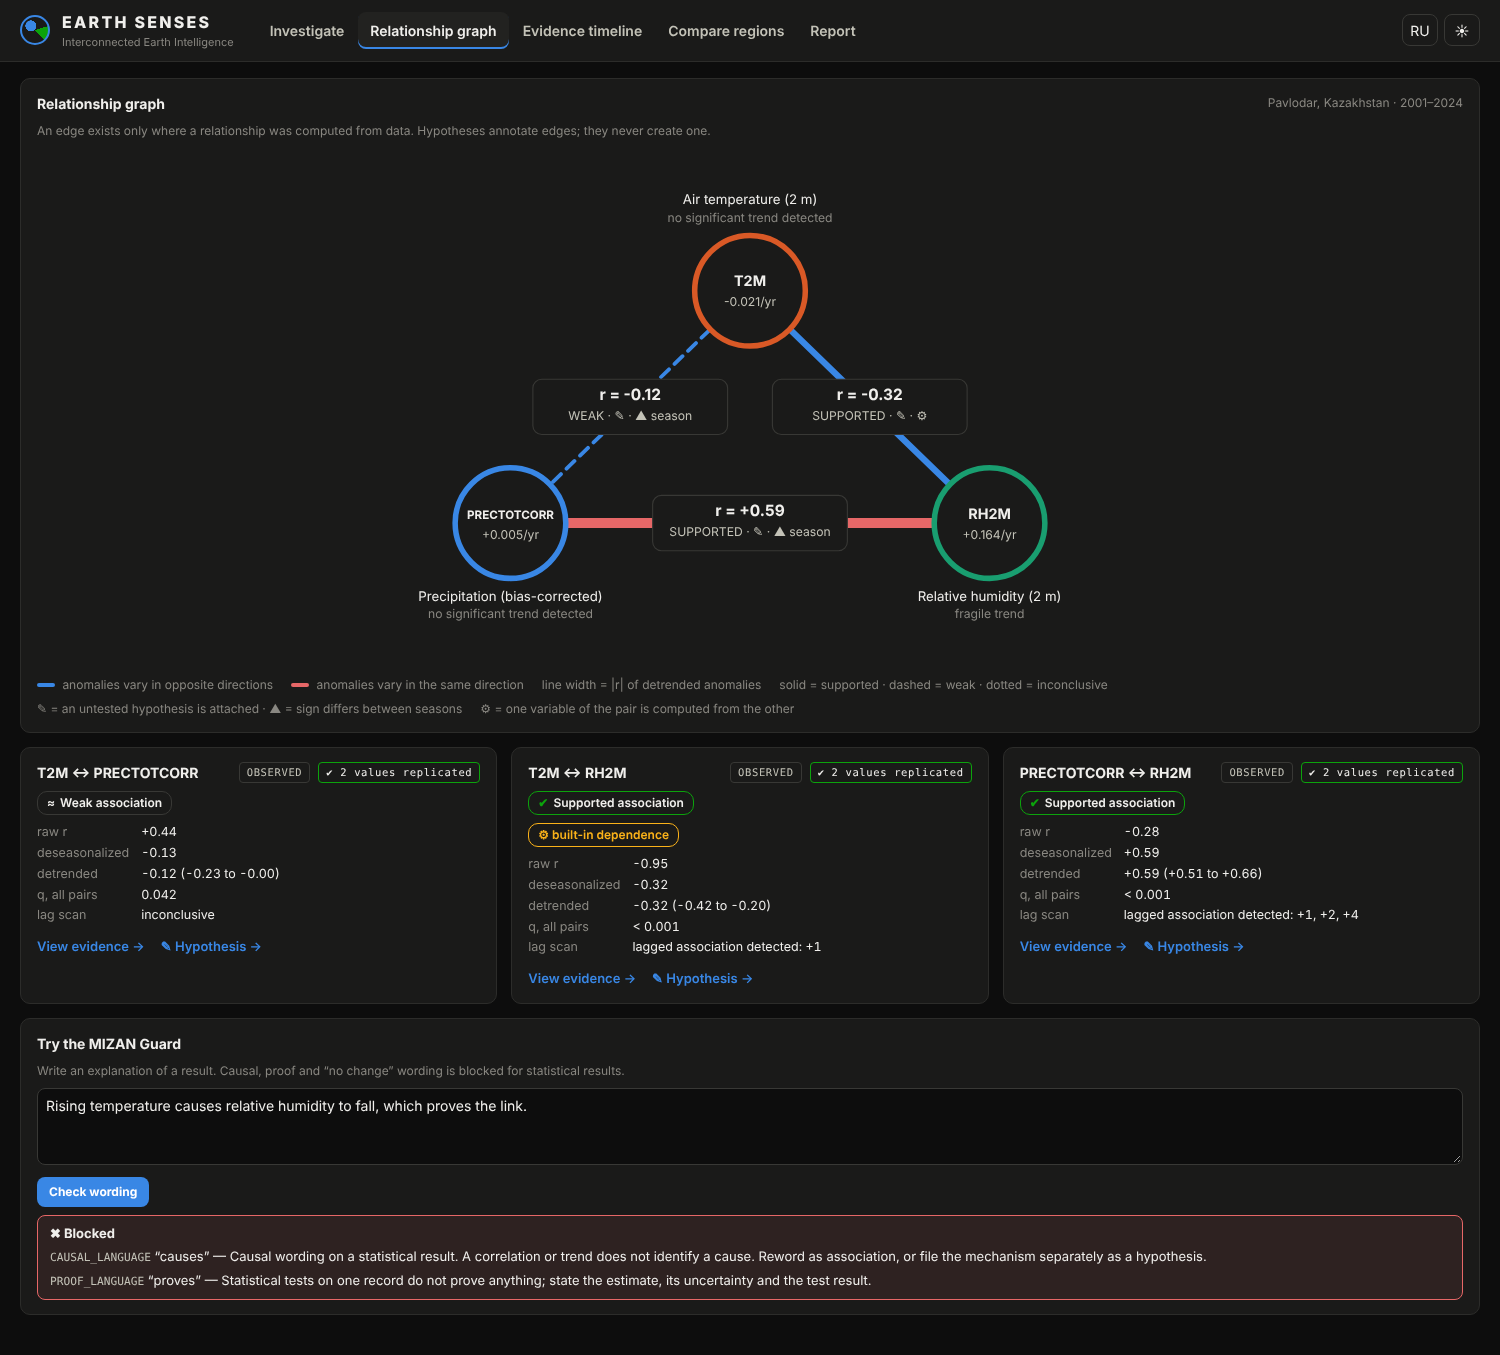 EARTH SENSES
Interconnected Earth Intelligence
Investigate
Relationship graph
Evidence timeline
Compare regions
Report
RU
☀
Relationship graph
Pavlodar, Kazakhstan · 2001–2024
An edge exists only where a relationship was computed from data. Hypotheses annotate edges; they never create one.
Air temperature (2 m)
no significant trend detected
T2M
-0.021/yr
r = -0.12
WEAK · ✎ · ▲ season
r = -0.32
SUPPORTED · ✎ · ⚙
PRECTOTCORR
+0.005/yr
r = +0.59
SUPPORTED · ✎ · ▲ season
RH2M
+0.164/yr
Precipitation (bias-corrected)
no significant trend detected
Relative humidity (2 m)
fragile trend
anomalies vary in opposite directions
anomalies vary in the same direction
line width = |r| of detrended anomalies
solid = supported · dashed = weak · dotted = inconclusive
✎ = an untested hypothesis is attached · ▲ = sign differs between seasons
⚙ = one variable of the pair is computed from the other
T2M ↔ PRECTOTCORR
OBSERVED
✔ 2 values replicated
≈ Weak association
raw r +0.44
deseasonalized -0.13
detrended -0.12 (-0.23 to -0.00)
q, all pairs 0.042
lag scan inconclusive
View evidence → ✎ Hypothesis →
T2M ↔ RH2M
OBSERVED
✔ 2 values replicated
✔ Supported association
⚙ built-in dependence
raw r -0.95
deseasonalized -0.32
detrended -0.32 (-0.42 to -0.20)
q, all pairs < 0.001
lag scan lagged association detected: +1
View evidence → ✎ Hypothesis →
PRECTOTCORR ↔ RH2M
OBSERVED
✔ 2 values replicated
✔ Supported association
raw r -0.28
deseasonalized +0.59
detrended +0.59 (+0.51 to +0.66)
q, all pairs < 0.001
lag scan lagged association detected: +1, +2, +4
View evidence → ✎ Hypothesis →
Try the MIZAN Guard
Write an explanation of a result. Causal, proof and “no change” wording is blocked for statistical results.
Rising temperature causes relative humidity to fall, which proves the link.
Check wording
✖ Blocked
CAUSAL_LANGUAGE “causes” — Causal wording on a statistical result. A correlation or trend does not identify a cause. Reword as association, or file the mechanism separately as a hypothesis.
PROOF_LANGUAGE “proves” — Statistical tests on one record do not prove anything; state the estimate, its uncertainty and the test result.